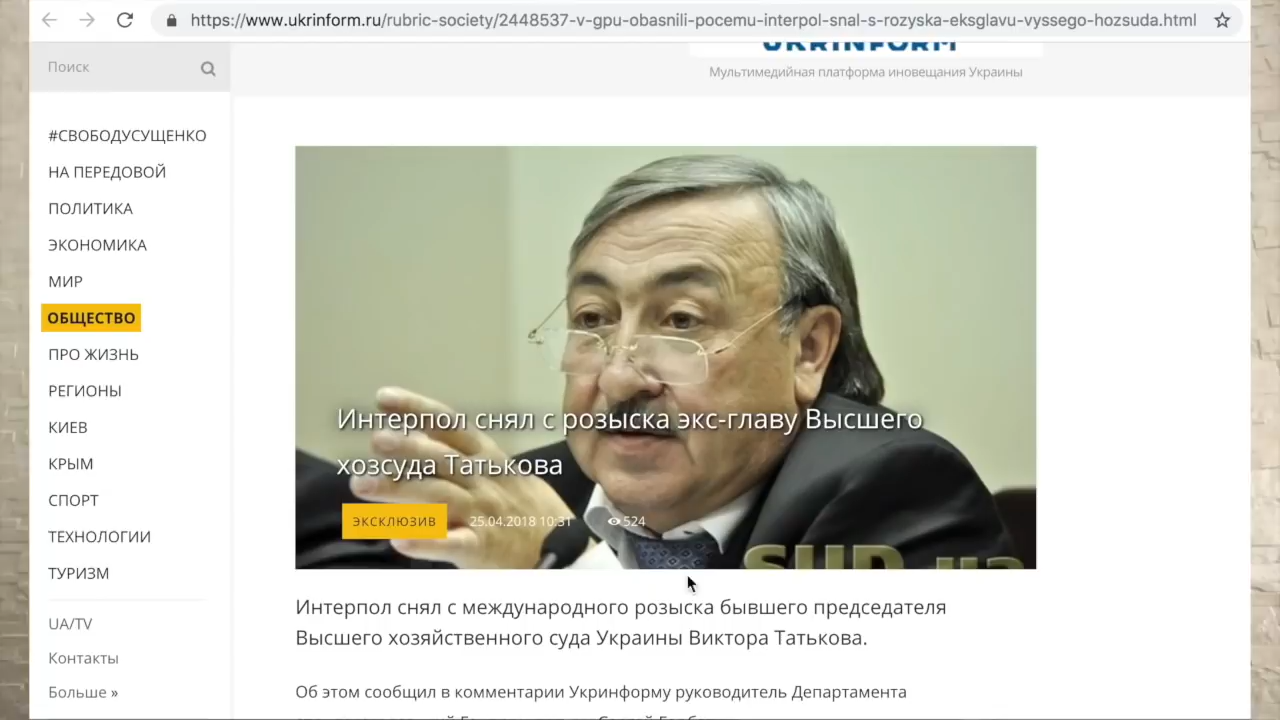 https://www.ukrinform.ru/rubric-society/2448537-v-gpu-obasnili-pocemu-interpol-snal-s-rozyska-eksglavu-vyssego-hozsuda.html
UKRINFORM
Поиск
Мультимедийная платформа иновещания Украины
#СВОБОДУСУЩЕНКО
НА ПЕРЕДОВОЙ
ПОЛИТИКА
ЭКОНОМИКА
МИР
ОБЩЕСТВО
ПРО ЖИЗНЬ
РЕГИОНЫ
КИЕВ
КРЫМ
СПОРТ
ТЕХНОЛОГИИ
ТУРИЗМ
UA/TV
Контакты
Больше »
Интерпол снял с розыска экс-главу Высшего
хозсуда Татькова
ЭКСКЛЮЗИВ 25.04.2018 10:31 524
SUD.ua
Интерпол снял с международного розыска бывшего председателя
Высшего хозяйственного суда Украины Виктора Татькова.
Об этом сообщил в комментарии Укринформу руководитель Департамента